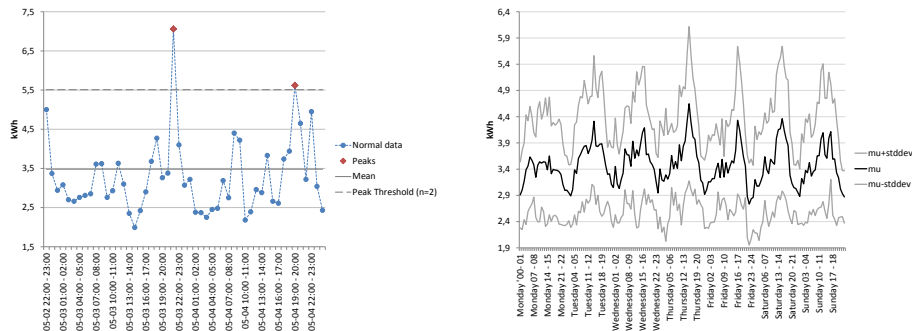 7,5
6,5
5,5
4,5
3,5
2,5
1,5
kWh
05-02 22:00 - 23:00
05-03 01:00 - 02:00
05-03 04:00 - 05:00
05-03 07:00 - 08:00
05-03 10:00 -11:00
05-03 13:00 - 14:00
05-03 16:00 - 17:00
05-03 19:00 - 20:00
05-03 22:00 - 23:00
05-04 01:00 - 02:00
05-04 04:00 - 05:00
05-04 07:00 - 08:00
05-04 10:00 -11:00
05-04 13:00 - 14:00
05-04 16:00 - 17:00
05-04 19:00 - 20:00
05-04 22:00 - 23:00
Normal data
Peaks
Mean
Peak Threshold (n=2)
6,4
5,9
5,4
4,9
4,4
3,9
3,4
2,9
2,4
1,9
kWh
Monday '00-01
Monday 07 - 08
Monday 14 - 15
Monday 21 - 22
Tuesday 04 - 05
Tuesday 11 - 12
Tuesday 18 - 19
Wednesday 01 - 02
Wednesday 08 - 09
Wednesday 15 - 16
Wednesday 22 - 23
Thursday 05 - 06
Thursday 12 - 13
Thursday 19 - 20
Friday 02 - 03
Friday 09 - 10
Friday 16 - 17
Friday 23 - 24
Saturday 06 - 07
Saturday 13 - 14
Saturday 20 - 21
Sunday 03 - 04
Sunday 10 - 11
Sunday 17 - 18
mu+stddev
mu
mu-stddev